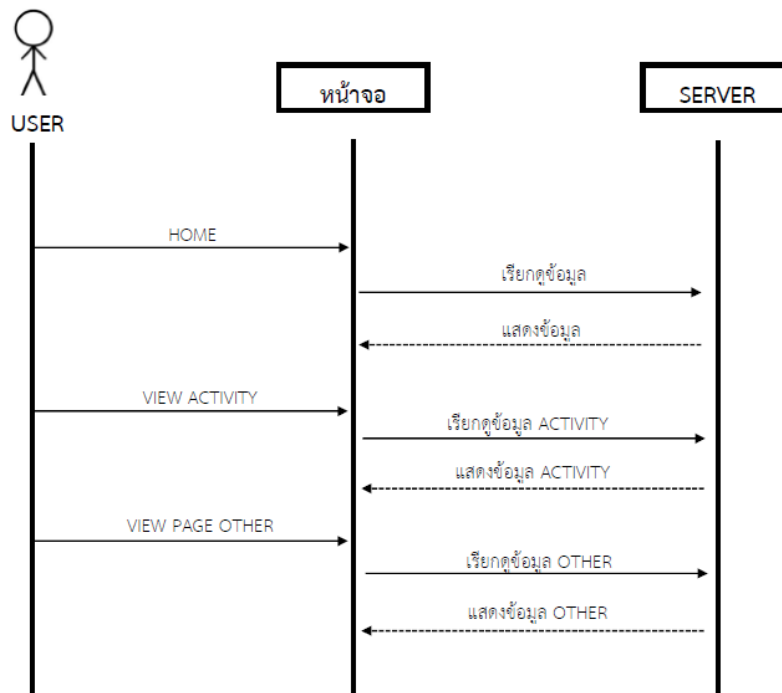 USER
หน้าจอ
SERVER
HOME
เรียกดูข้อมูล
แสดงข้อมูล
VIEW ACTIVITY
เรียกดูข้อมูล ACTIVITY
แสดงข้อมูล ACTIVITY
VIEW PAGE OTHER
เรียกดูข้อมูล OTHER
แสดงข้อมูล OTHER